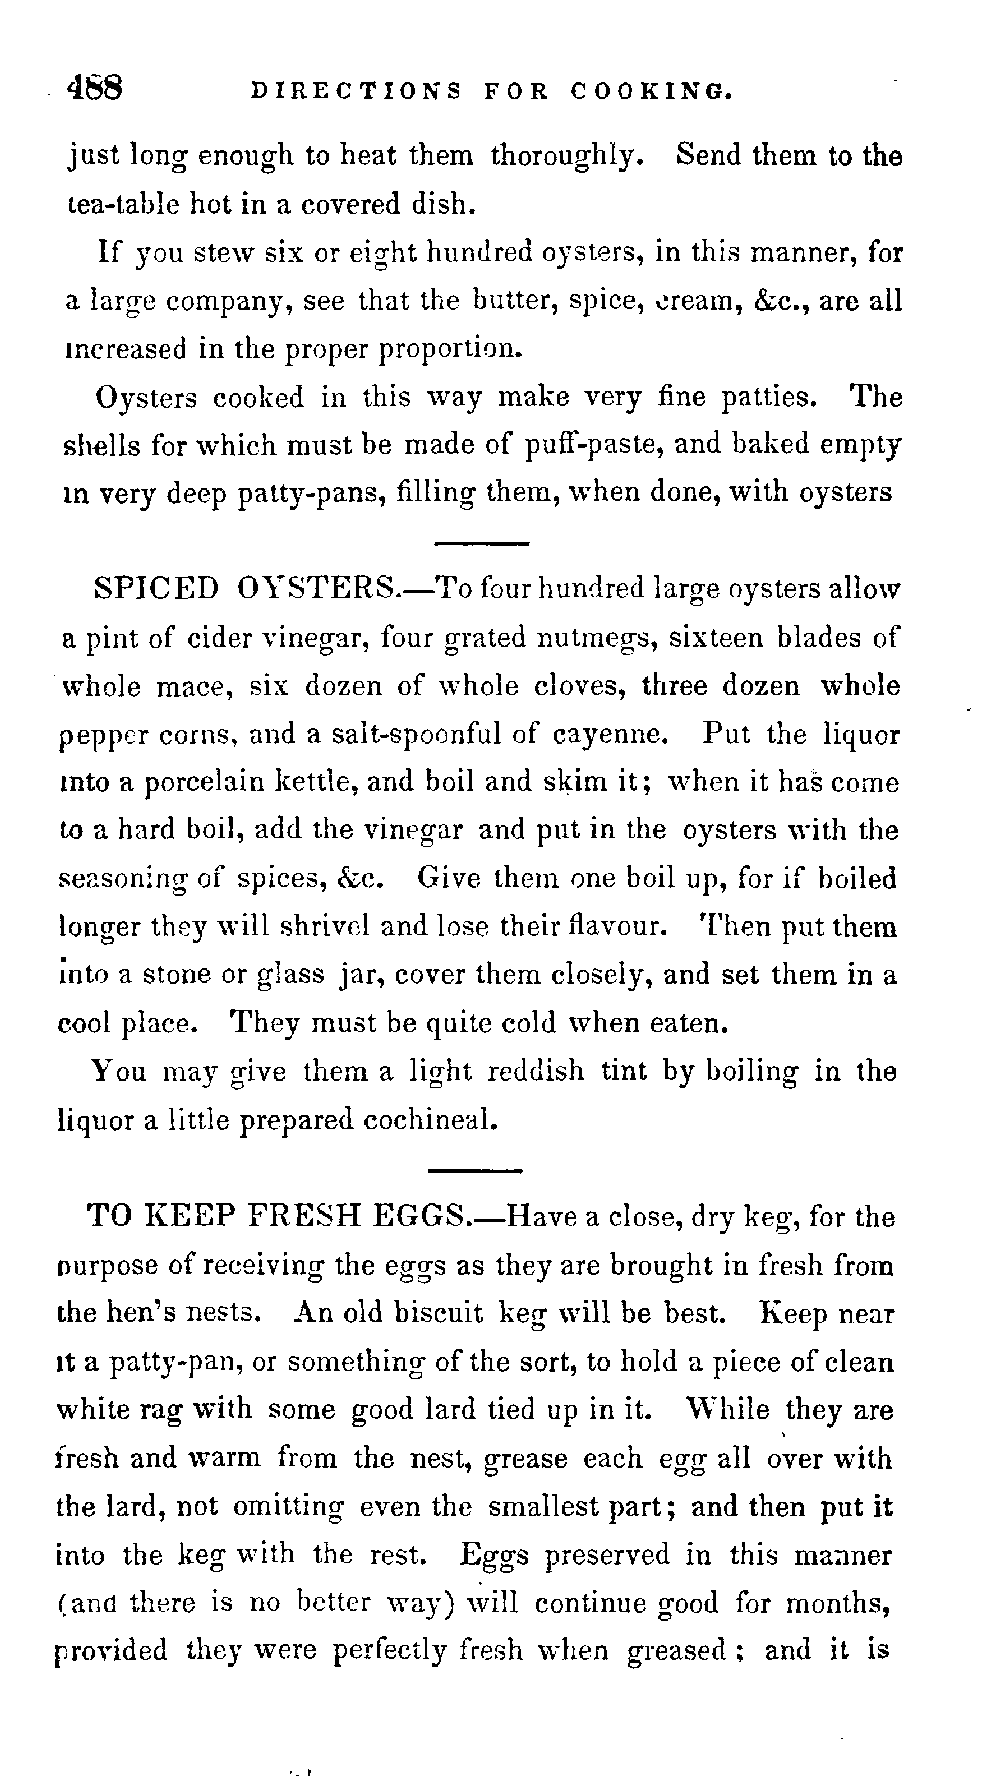 488 DIRECTIONS FOR COOKING.
just long enough to heat them thoroughly. Send them to the
tea-table hot in a covered dish.
If you stew six or eight hundred oysters, in this manner, for
a large company, see that the butter, spice, cream, &c., are all
increased in the proper proportion.
Oysters cooked in this way make very fine patties. The
shells for which must be made of puff-paste, and baked empty
in very deep patty-pans, filling them, when done, with oysters
SPICED OYSTERS.—To four hundred large oysters allow
a pint of cider vinegar, four grated nutmegs, sixteen blades of
whole mace, six dozen of whole cloves, three dozen whole
pepper corns, and a salt-spoonful of cayenne. Put the liquor
into a porcelain kettle, and boil and skim it; when it has come
to a hard boil, add the vinegar and put in the oysters with the
seasoning of spices, &c. Give them one boil up, for if boiled
longer they will shrivel and lose their flavour. Then put them
into a stone or glass jar, cover them closely, and set them in a
cool place. They must be quite cold when eaten.
You may give them a light reddish tint by boiling in the
liquor a little prepared cochineal.
TO KEEP FRESH EGGS.—Have a close, dry keg, for the
purpose of receiving the eggs as they are brought in fresh from
the hen's nests. An old biscuit keg will be best. Keep near
it a patty-pan, or something of the sort, to hold a piece of clean
white rag with some good lard tied up in it. While they are
fresh and warm from the nest, grease each egg all over with
the lard, not omitting even the smallest part; and then put it
into the keg with the rest. Eggs preserved in this manner
(and there is no better way) will continue good for months,
provided they were perfectly fresh when greased; and it is